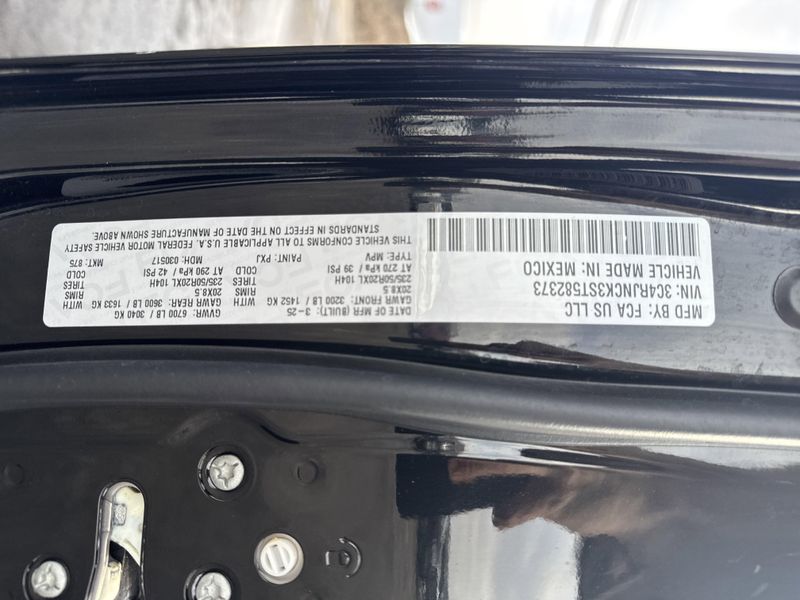 MFD BY: FCA US LLC
DATE OF MFR (BUILT): 3-25
GVWR: 6700 LB / 3040 KG
GAWR FRONT: 3200 LB / 1452 KG
WITH
20X8.5
RIMS
235/50R20XL 104H
TIRES
AT 270 kPa / 39 PSI
COLD
GAWR REAR: 3600 LB / 1633 KG
WITH
20X8.5
RIMS
235/50R20XL 104H
TIRES
AT 290 kPa / 42 PSI
COLD
VIN: 3C4RJNCK3ST582373
TYPE: MPV
PAINT: PXJ
MDH: 030517
MKT: 875
VEHICLE MADE IN: MEXICO
THIS VEHICLE CONFORMS TO ALL APPLICABLE U.S.A. FEDERAL MOTOR VEHICLE SAFETY
STANDARDS IN EFFECT ON THE DATE OF MANUFACTURE SHOWN ABOVE.